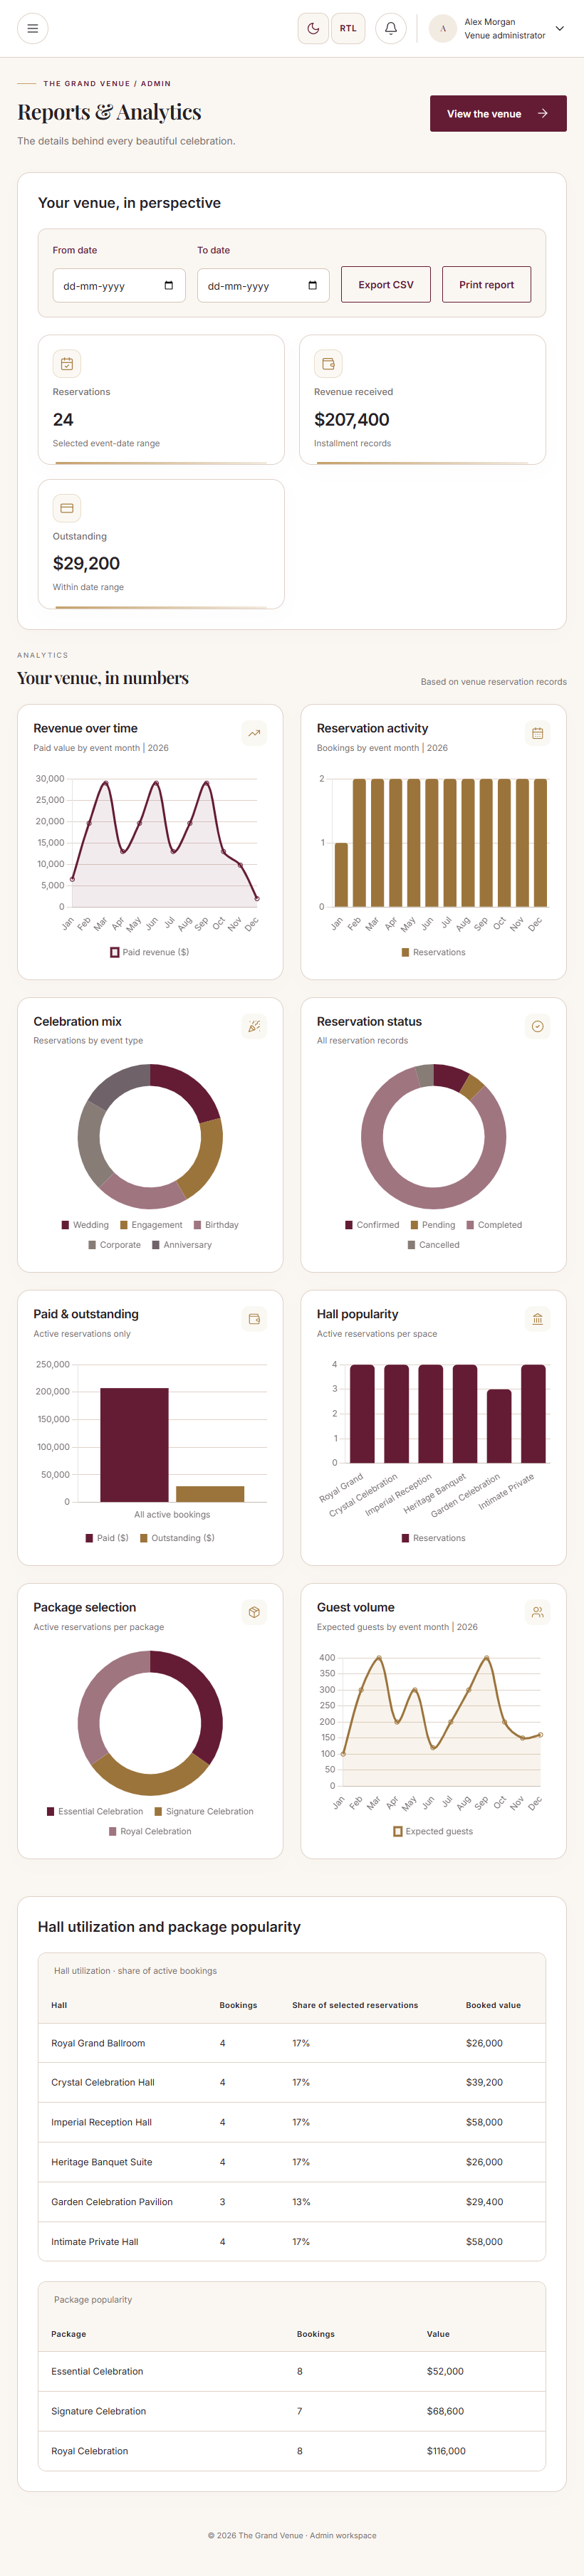 RTL
A
Alex Morgan
Venue administrator
THE GRAND VENUE / ADMIN
Reports & Analytics
The details behind every beautiful celebration.
View the venue
Your venue, in perspective
From date
To date
dd-mm-yyyy
dd-mm-yyyy
Export CSV
Print report
Reservations
24
Selected event-date range
Revenue received
$207,400
Installment records
Outstanding
$29,200
Within date range
ANALYTICS
Your venue, in numbers
Based on venue reservation records
Revenue over time
Paid value by event month | 2026
30,000
25,000
20,000
15,000
10,000
5,000
0
Jan Feb Mar Apr May Jun Jul Aug Sep Oct Nov Dec
Paid revenue ($)
Reservation activity
Bookings by event month | 2026
2
1
0
Jan Feb Mar Apr May Jun Jul Aug Sep Oct Nov Dec
Reservations
Celebration mix
Reservations by event type
Wedding Engagement Birthday
Corporate Anniversary
Reservation status
All reservation records
Confirmed Pending Completed
Cancelled
Paid & outstanding
Active reservations only
250,000
200,000
150,000
100,000
50,000
0
All active bookings
Paid ($) Outstanding ($)
Hall popularity
Active reservations per space
4
3
2
1
0
Royal Grand Crystal Celebration Imperial Reception Heritage Banquet Garden Celebration Intimate Private
Reservations
Package selection
Active reservations per package
Essential Celebration Signature Celebration
Royal Celebration
Guest volume
Expected guests by event month | 2026
400
350
300
250
200
150
100
50
0
Jan Feb Mar Apr May Jun Jul Aug Sep Oct Nov Dec
Expected guests
Hall utilization and package popularity
Hall utilization · share of active bookings
Hall Bookings Share of selected reservations Booked value
Royal Grand Ballroom 4 17% $26,000
Crystal Celebration Hall 4 17% $39,200
Imperial Reception Hall 4 17% $58,000
Heritage Banquet Suite 4 17% $26,000
Garden Celebration Pavilion 3 13% $29,400
Intimate Private Hall 4 17% $58,000
Package popularity
Package Bookings Value
Essential Celebration 8 $52,000
Signature Celebration 7 $68,600
Royal Celebration 8 $116,000
© 2026 The Grand Venue · Admin workspace